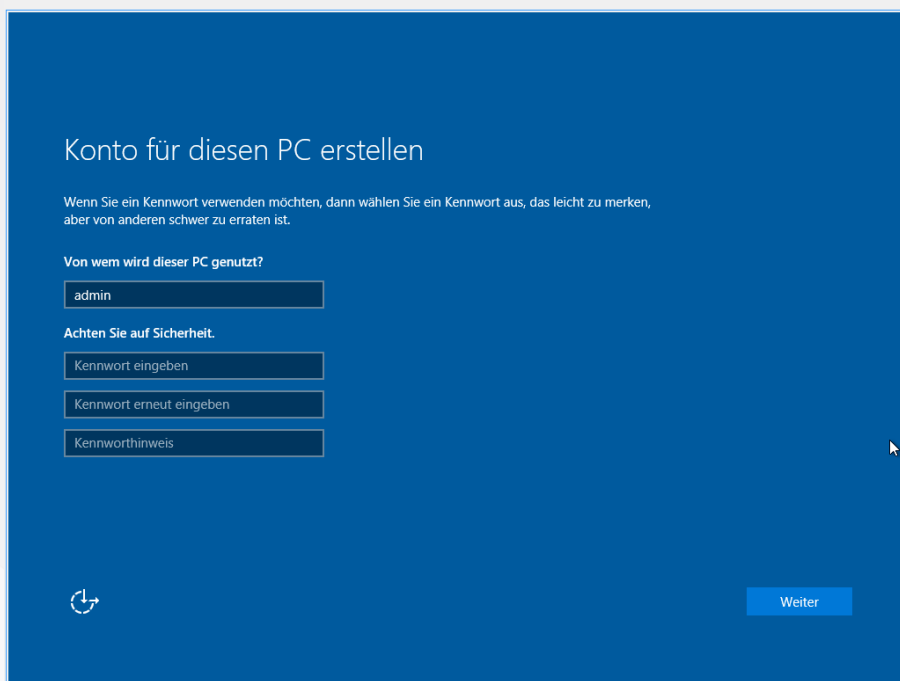 Konto für diesen PC erstellen
Wenn Sie ein Kennwort verwenden möchten, dann wählen Sie ein Kennwort aus, das leicht zu merken,
aber von anderen schwer zu erraten ist.
Von wem wird dieser PC genutzt?
admin
Achten Sie auf Sicherheit.
Kennwort eingeben
Kennwort erneut eingeben
Kennworthinweis
Weiter